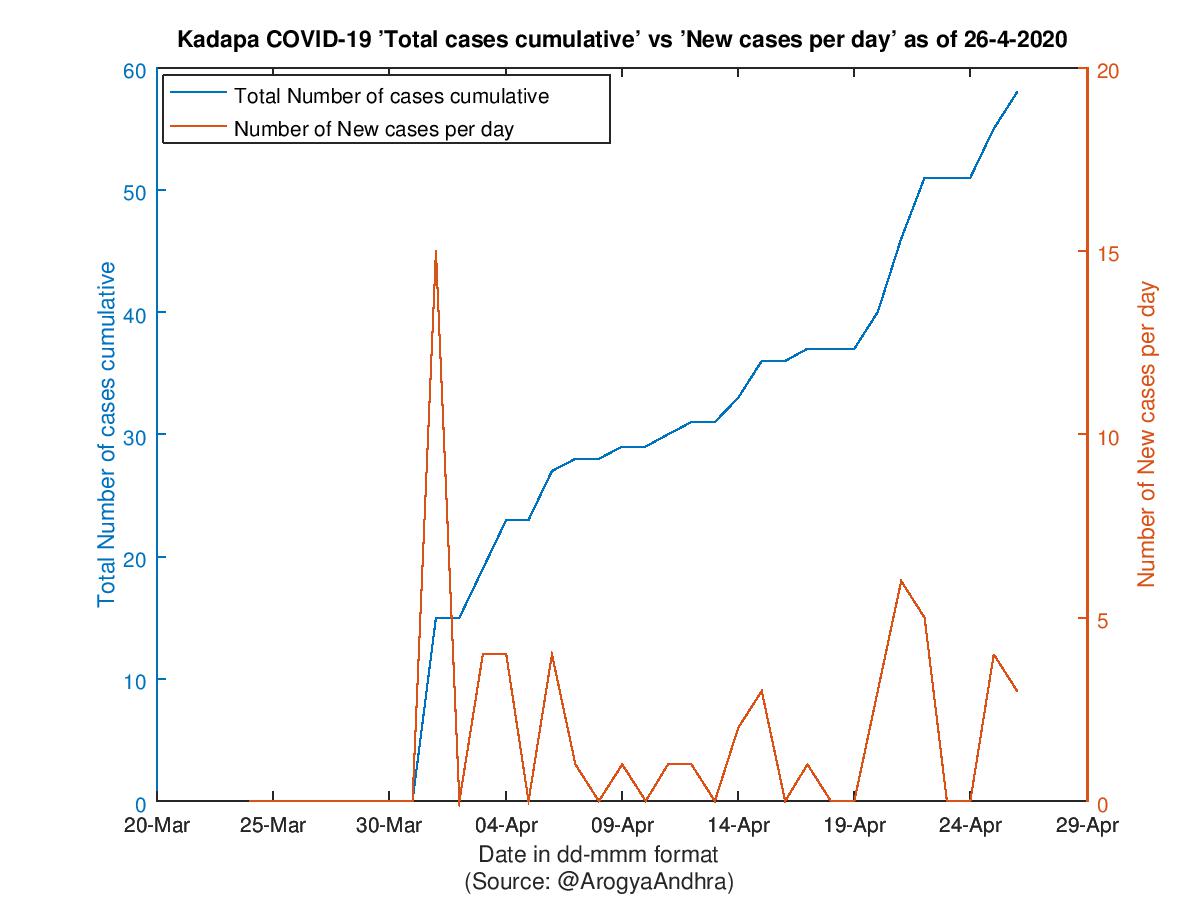 Kadapa COVID-19 ’Total cases cumulative’ vs ’New cases per day’ as of 26-4-2020
Total Number of cases cumulative
Number of New cases per day
60
50
40
30
20
10
0
Total Number of cases cumulative
20
15
10
5
0
Number of New cases per day
20-Mar 25-Mar 30-Mar 04-Apr 09-Apr 14-Apr 19-Apr 24-Apr 29-Apr
Date in dd-mmm format
(Source: @ArogyaAndhra)